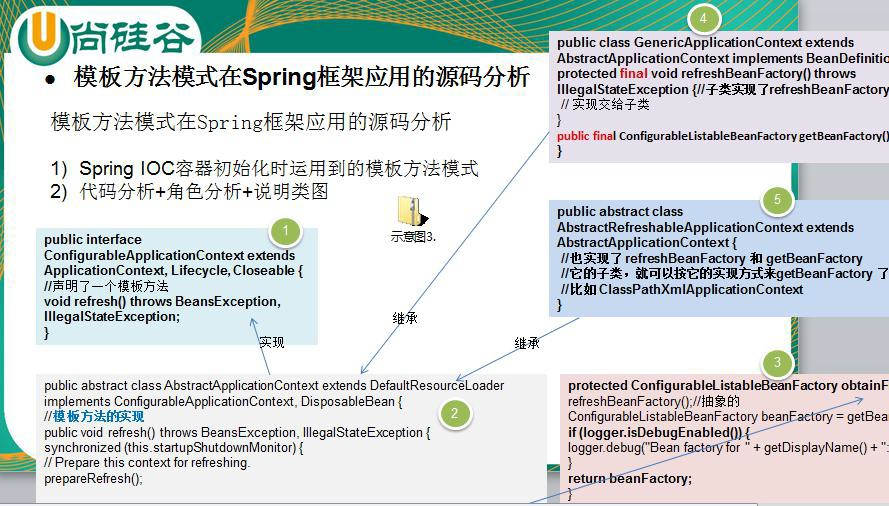 尚硅谷
● 模板方法模式在Spring框架应用的源码分析
模板方法模式在Spring框架应用的源码分析
1) Spring IOC容器初始化时运用到的模板方法模式
2) 代码分析+角色分析+说明类图
示意图3.
1
public interface
ConfigurableApplicationContext extends
ApplicationContext, Lifecycle, Closeable {
//声明了一个模板方法
void refresh() throws BeansException,
IllegalStateException;
}
实现
继承
继承
2
public abstract class AbstractApplicationContext extends DefaultResourceLoader
implements ConfigurableApplicationContext, DisposableBean {
//模板方法的实现
public void refresh() throws BeansException, IllegalStateException {
synchronized (this.startupShutdownMonitor) {
// Prepare this context for refreshing.
prepareRefresh();
4
public class GenericApplicationContext extends
AbstractApplicationContext implements BeanDefinitio
protected final void refreshBeanFactory() throws
IllegalStateException {//子类实现了refreshBeanFactory
// 实现交给子类
}
public final ConfigurableListableBeanFactory getBeanFactory()
}
5
public abstract class
AbstractRefreshableApplicationContext extends
AbstractApplicationContext {
//也实现了 refreshBeanFactory 和 getBeanFactory
//它的子类，就可以按它的实现方式来getBeanFactory 了
//比如 ClassPathXmlApplicationContext
}
3
protected ConfigurableListableBeanFactory obtainF
refreshBeanFactory();//抽象的
ConfigurableListableBeanFactory beanFactory = getBea
if (logger.isDebugEnabled()) {
logger.debug("Bean factory for " + getDisplayName() + ":
}
return beanFactory;
}